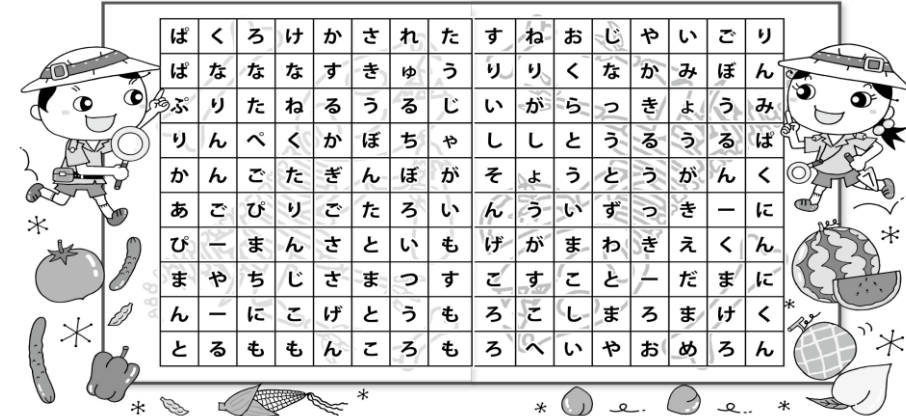 ぱくろけかされたすねおじやいごり
ぱなななすきゅうりりくなかみぼん
ぷりたねるうるじいがらっきょうみ
りんぺくかぼちゃししとうるうるぱ
かんごたぎんぼがそょうとうがんく
あごぴりごたろいんういずっきーに
ぴーまんさといもげがまわきえくん
まやちじさまつすこすことーだまに
んーにこげとうもろこしまろまけく
とるももんころもろへいやおめろん